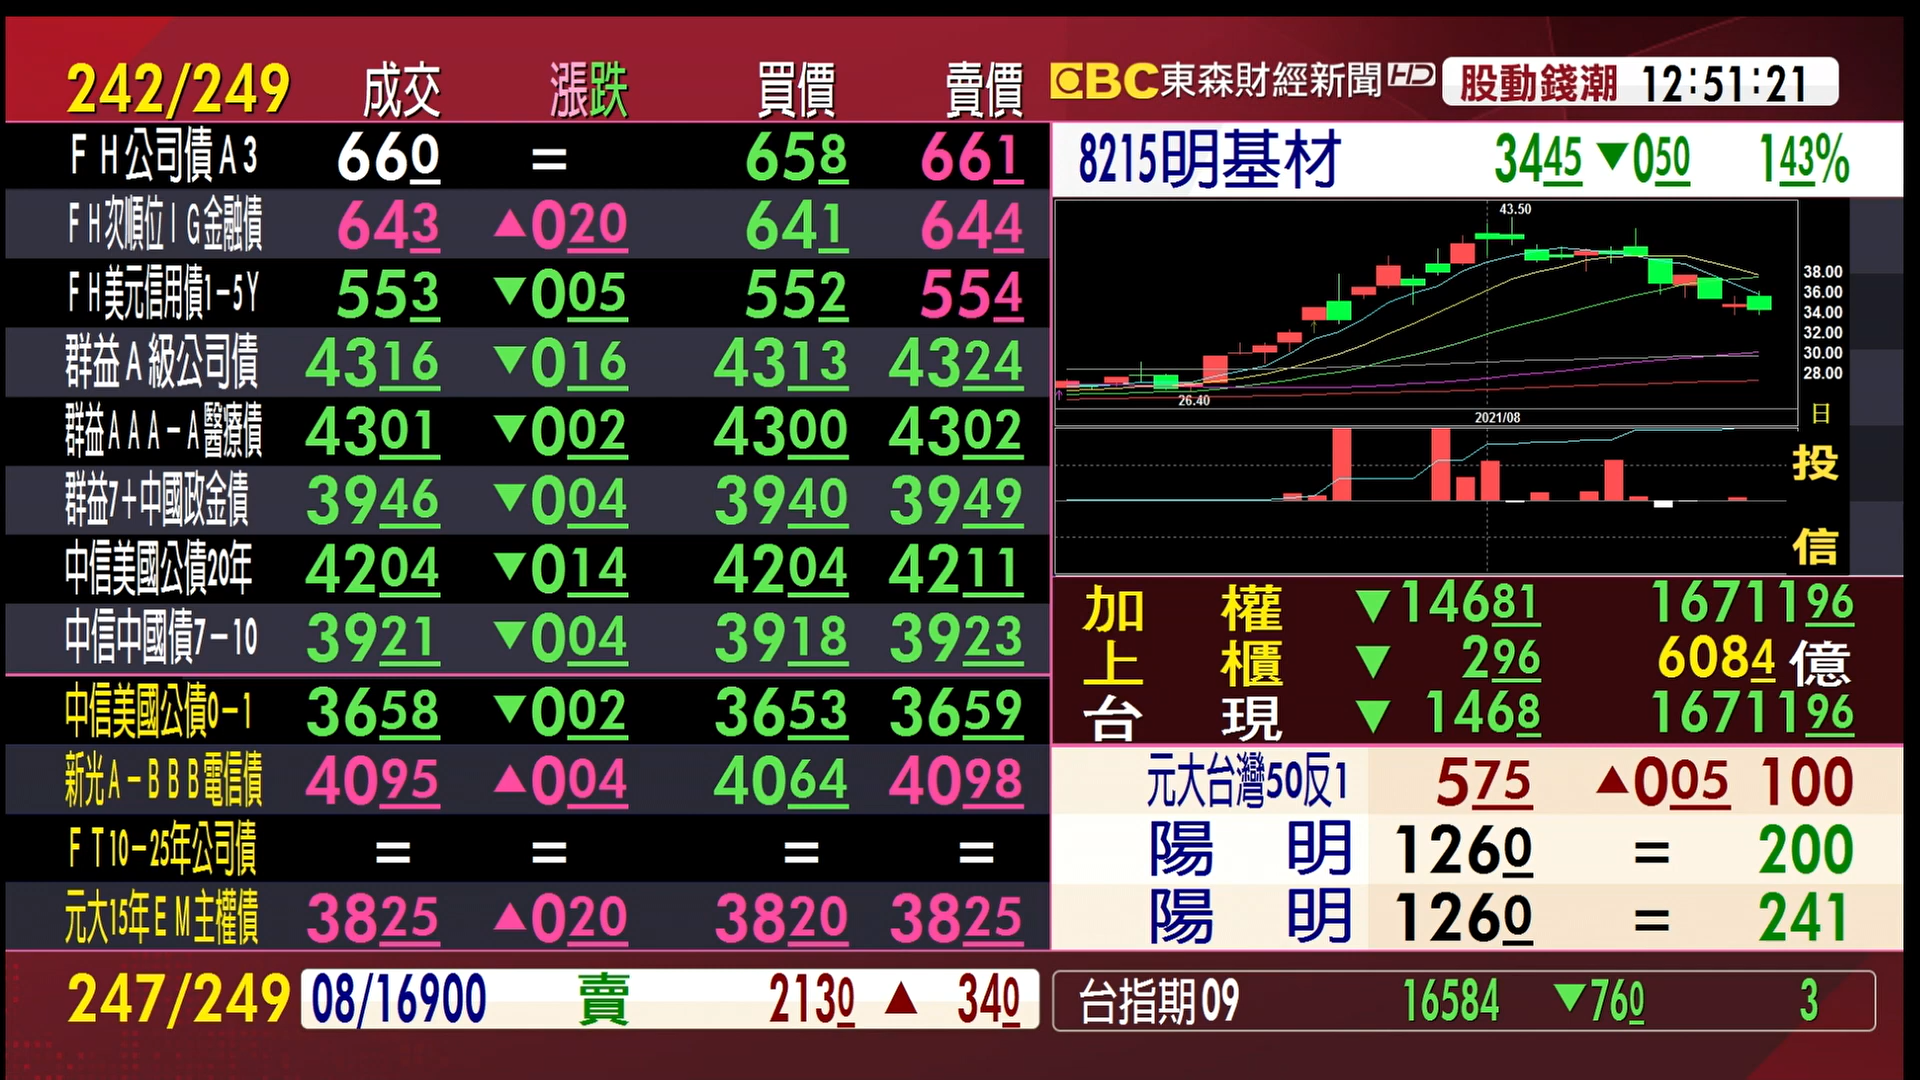 242/249 成交 漲跌 買價 賣價
FH公司債A3 660 = 658 661
FH次順位IG金融債 643 ▲020 641 644
FH美元信用債1-5Y 553 ▼005 552 554
群益A級公司債 4316 ▼016 4313 4324
群益AAA-A醫療債 4301 ▼002 4300 4302
群益7+中國政金債 3946 ▼004 3940 3949
中信美國公債20年 4204 ▼014 4204 4211
中信中國債7-10 3921 ▼004 3918 3923
中信美國公債0-1 3658 ▼002 3653 3659
新光A-BBB電信債 4095 ▲004 4064 4098
FT10-25年公司債 = = = =
元大15年EM主權債 3825 ▲020 3820 3825
247/249 08/16900 賣 2130 ▲ 340
EBC東森財經新聞HD 股動錢潮 12:51:21
8215明基材 3445 ▼050 143%
43.50
38.00
36.00
34.00
32.00
30.00
28.00
26.40
2021/08 日
投
信
加權 ▼14681 1671196
上櫃 ▼296 6084億
台現 ▼1468 1671196
元大台灣50反1 575 ▲005 100
陽明 1260 = 200
陽明 1260 = 241
台指期09 16584 ▼760 3